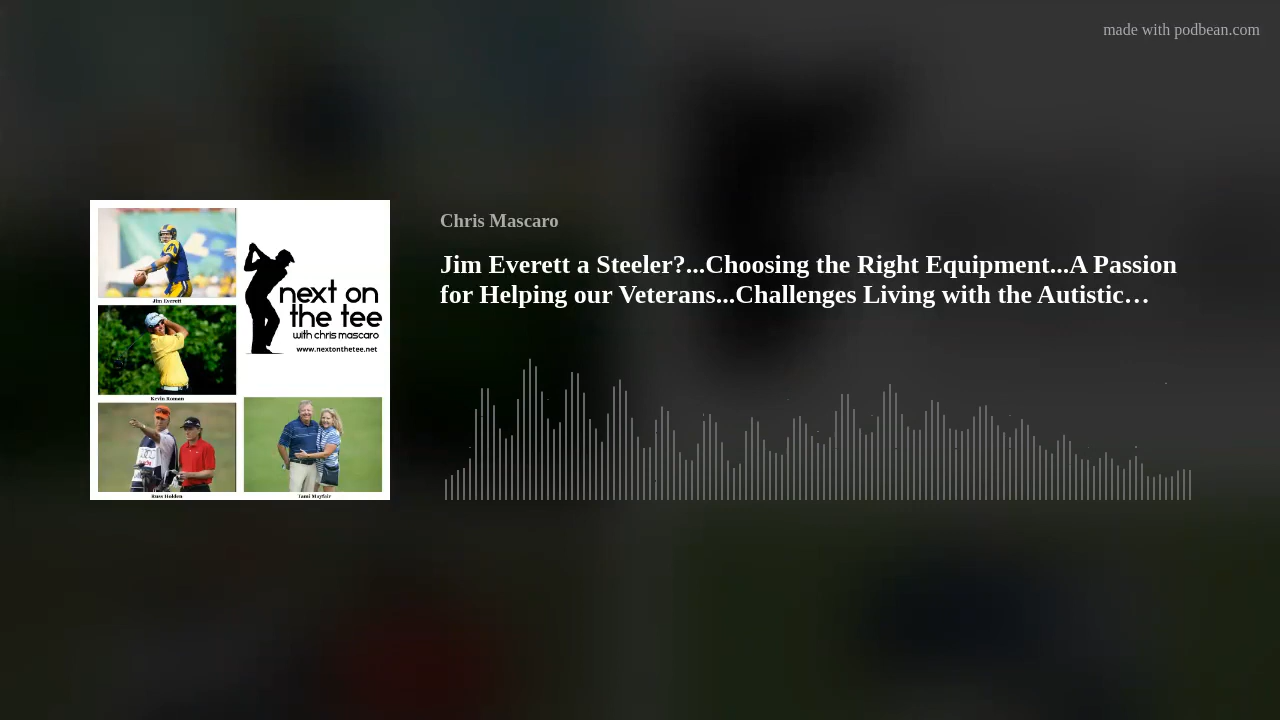 made with podbean.com
Chris Mascaro
Jim Everett a Steeler?...Choosing the Right Equipment...A Passion
for Helping our Veterans...Challenges Living with the Autistic…
Jim Everett
next on
the tee
with chris mascaro
www.nextonthetee.net
Kevin Roman
Russ Holden
Tami Mayfair